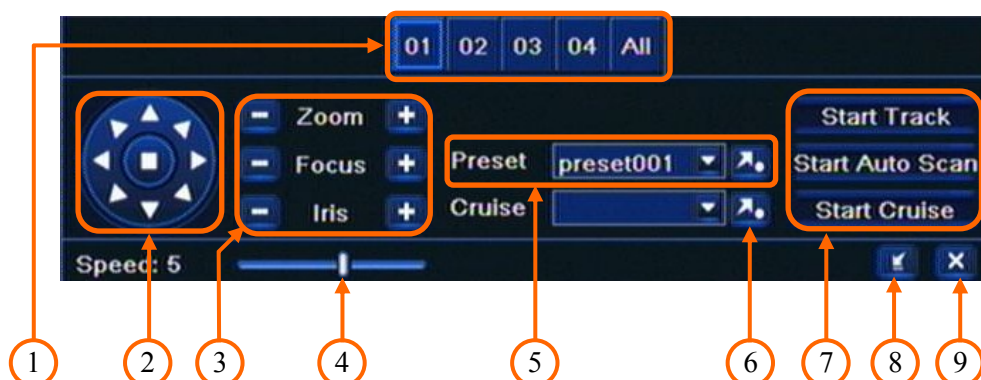 01 02 03 04 All
Zoom
Focus
Iris
Preset preset001
Cruise
Start Track
Start Auto Scan
Start Cruise
Speed: 5
1 2 3 4 5 6 7 8 9